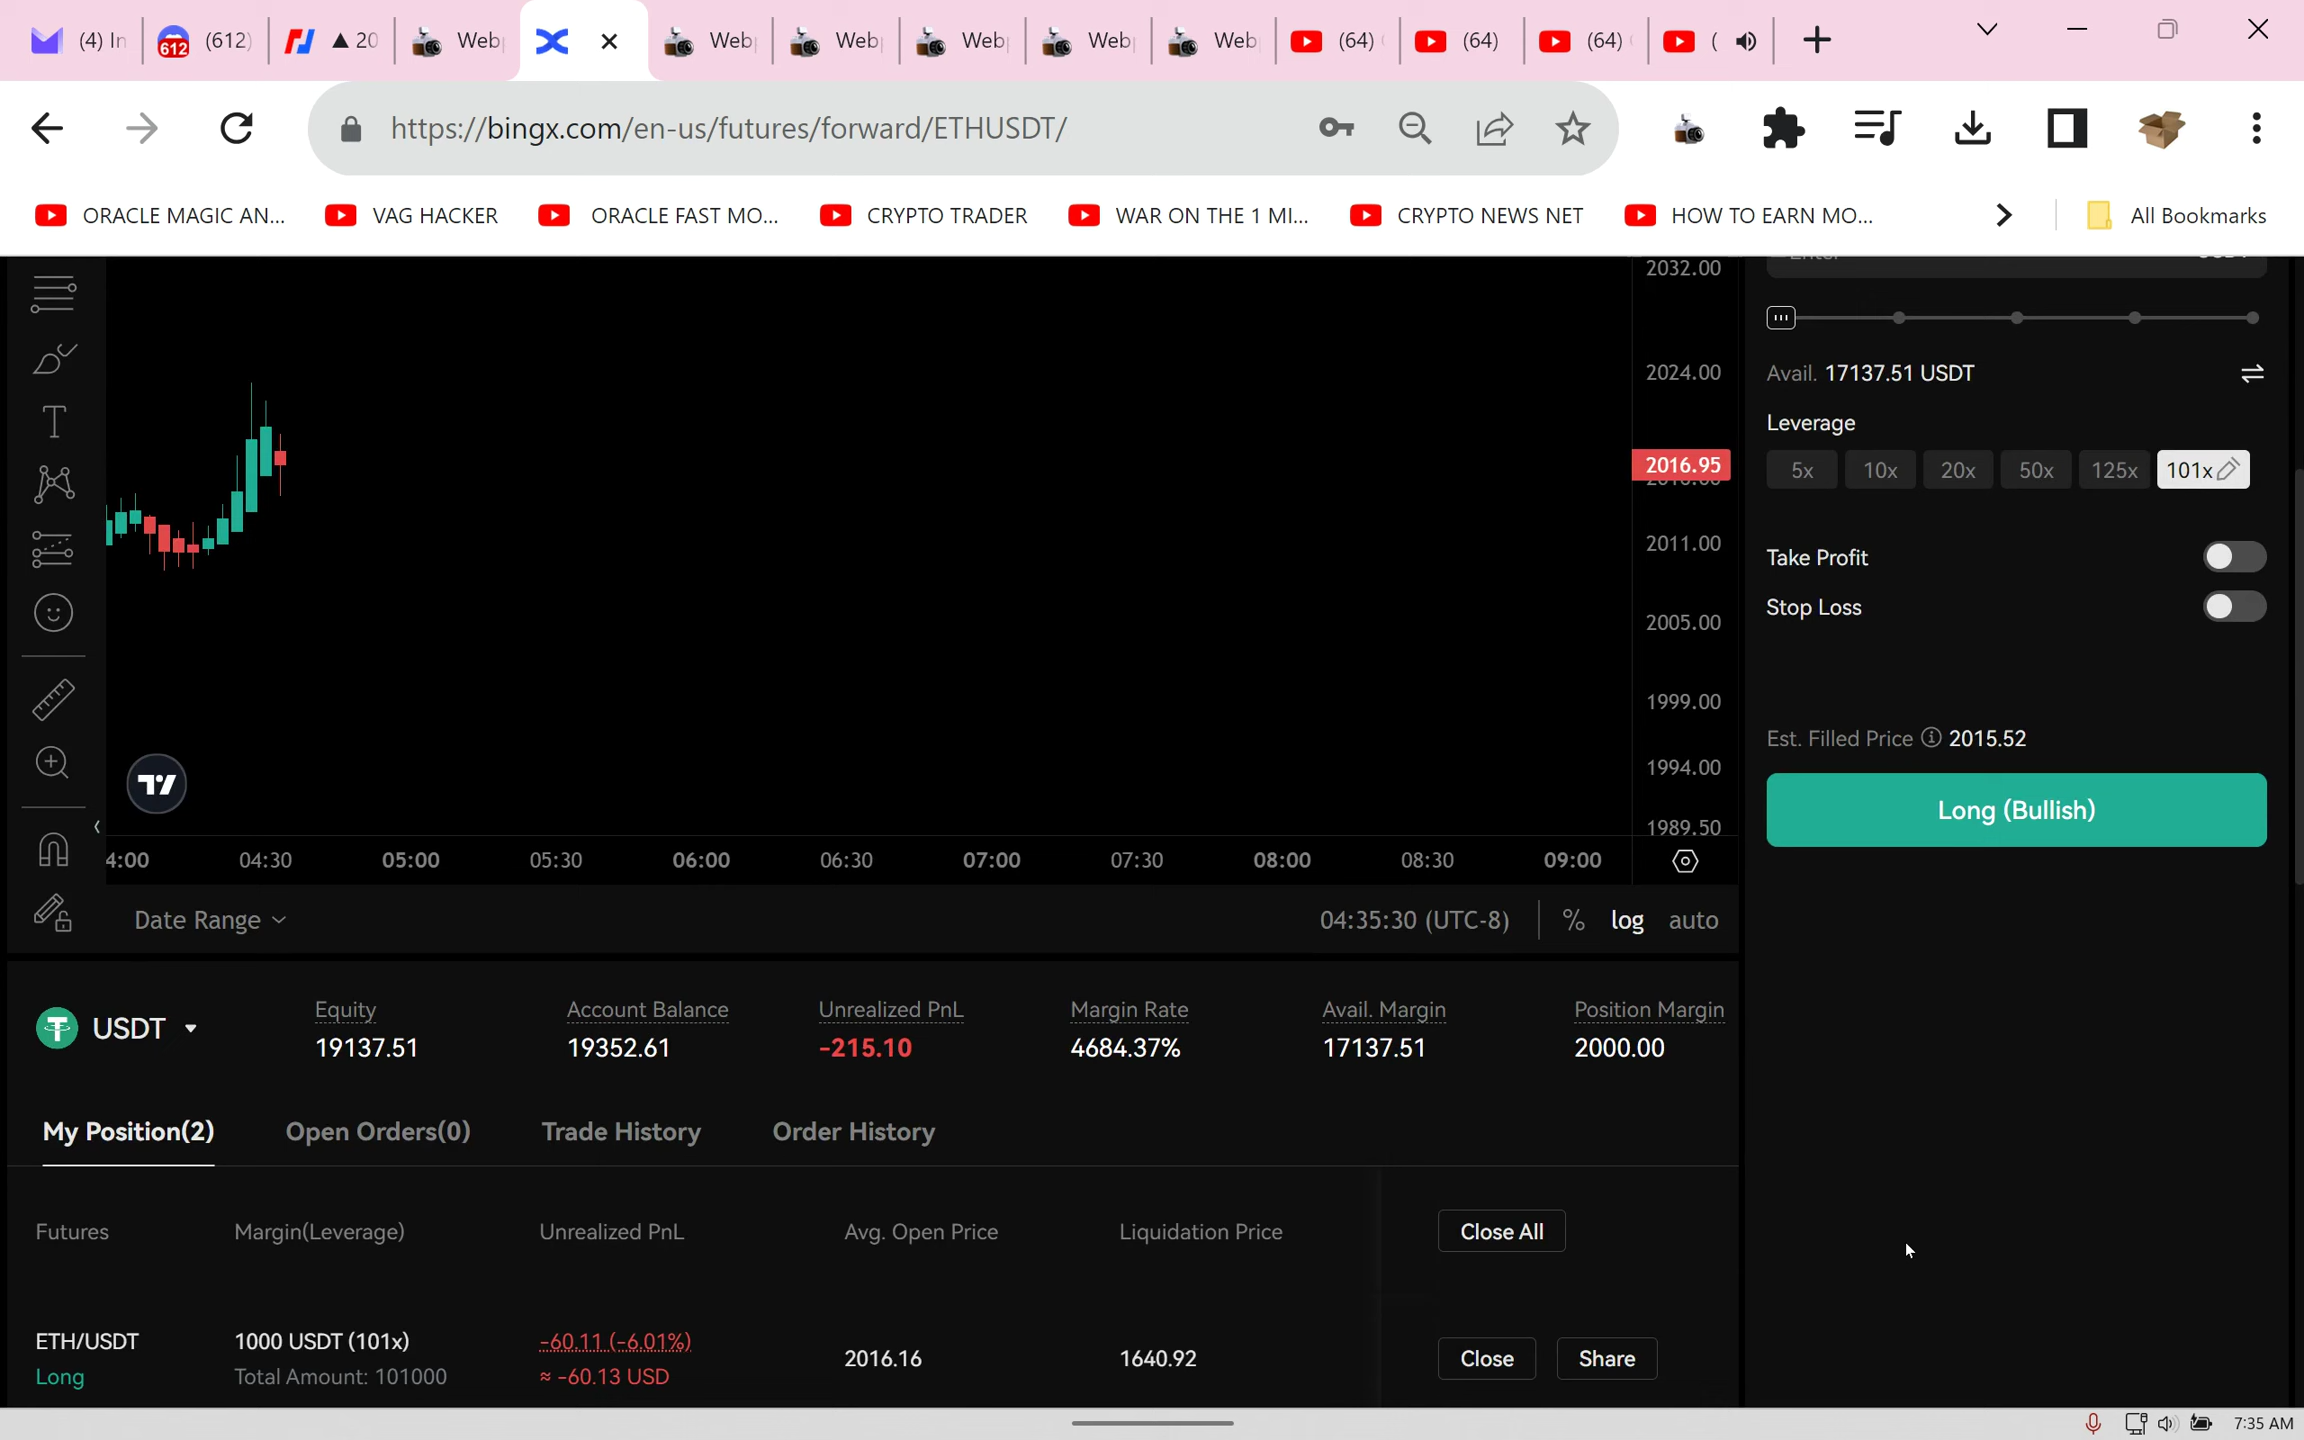 (4) In
612
(612)
▲ 20
Web
Web
Web
Web
Web
Web
(64)
(64)
(64)
(
https://bingx.com/en-us/futures/forward/ETHUSDT/
ORACLE MAGIC AN...
VAG HACKER
ORACLE FAST MO...
CRYPTO TRADER
WAR ON THE 1 MI...
CRYPTO NEWS NET
HOW TO EARN MO...
All Bookmarks
2032.00
2024.00
2016.95
2011.00
2005.00
1999.00
1994.00
1989.50
4:00 04:30 05:00 05:30 06:00 06:30 07:00 07:30 08:00 08:30 09:00
Date Range
04:35:30 (UTC-8)
% log auto
Avail. 17137.51 USDT
Leverage
5x 10x 20x 50x 125x 101x
Take Profit
Stop Loss
Est. Filled Price 2015.52
Long (Bullish)
USDT
Equity Account Balance Unrealized PnL Margin Rate Avail. Margin Position Margin
19137.51 19352.61 -215.10 4684.37% 17137.51 2000.00
My Position(2) Open Orders(0) Trade History Order History
Futures Margin(Leverage) Unrealized PnL Avg. Open Price Liquidation Price Close All
ETH/USDT 1000 USDT (101x) -60.11 (-6.01%)
2016.16 1640.92 Close Share
Long Total Amount: 101000 ≈ -60.13 USD
7:35 AM